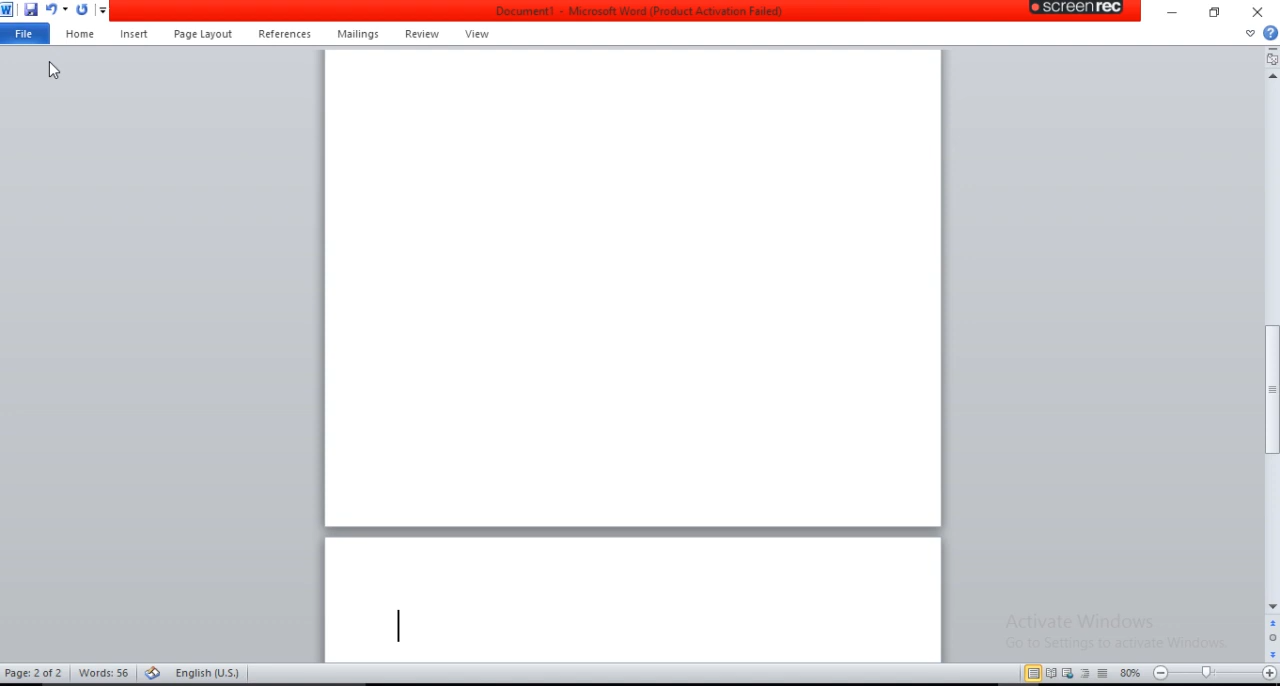 Document1 - Microsoft Word (Product Activation Failed)
screenrec
File Home Insert Page Layout References Mailings Review View
Activate Windows
Go to Settings to activate Windows.
Page: 2 of 2 Words: 56 English (U.S.) 80%